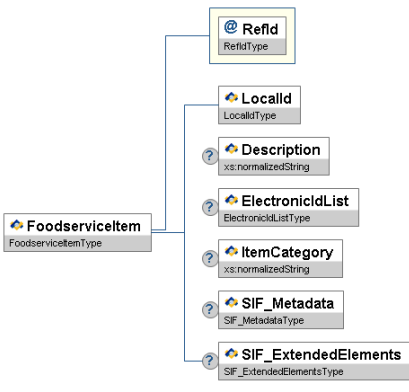 @ RefId
RefIdType
LocalId
LocalIdType
? Description
xs:normalizedString
? ElectronicIdList
ElectronicIdListType
FoodserviceItem
FoodserviceItemType
? ItemCategory
xs:normalizedString
? SIF_Metadata
SIF_MetadataType
? SIF_ExtendedElements
SIF_ExtendedElementsType